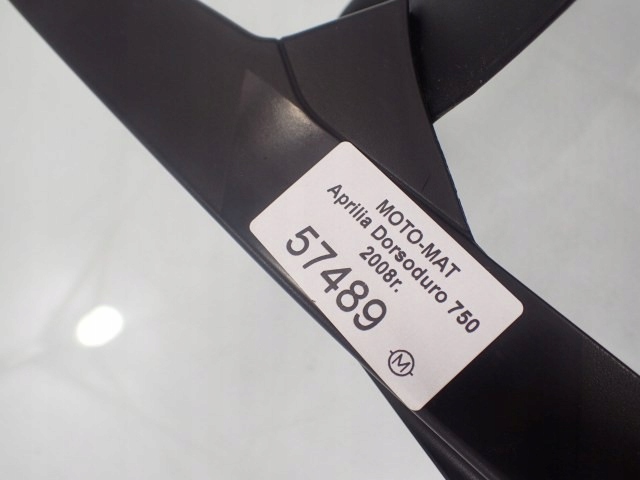 MOTO-MAT
Aprilia Dorsoduro 750
2008r.
57489
M